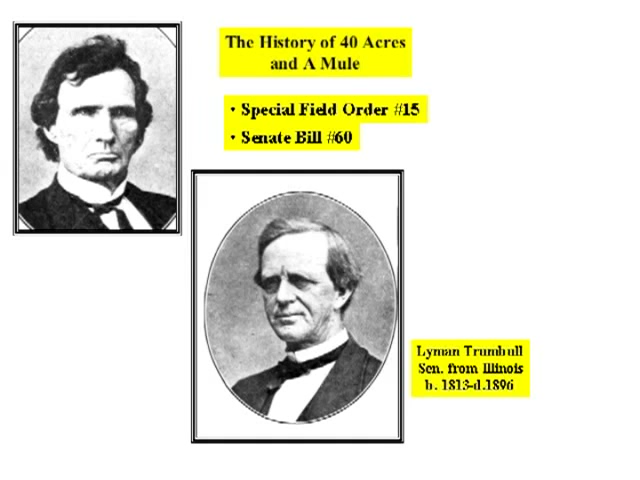 The History of 40 Acres
and A Mule
• Special Field Order #15
• Senate Bill #60
Lyman Trumbull
Sen. from Illinois
b. 1813-d.1896